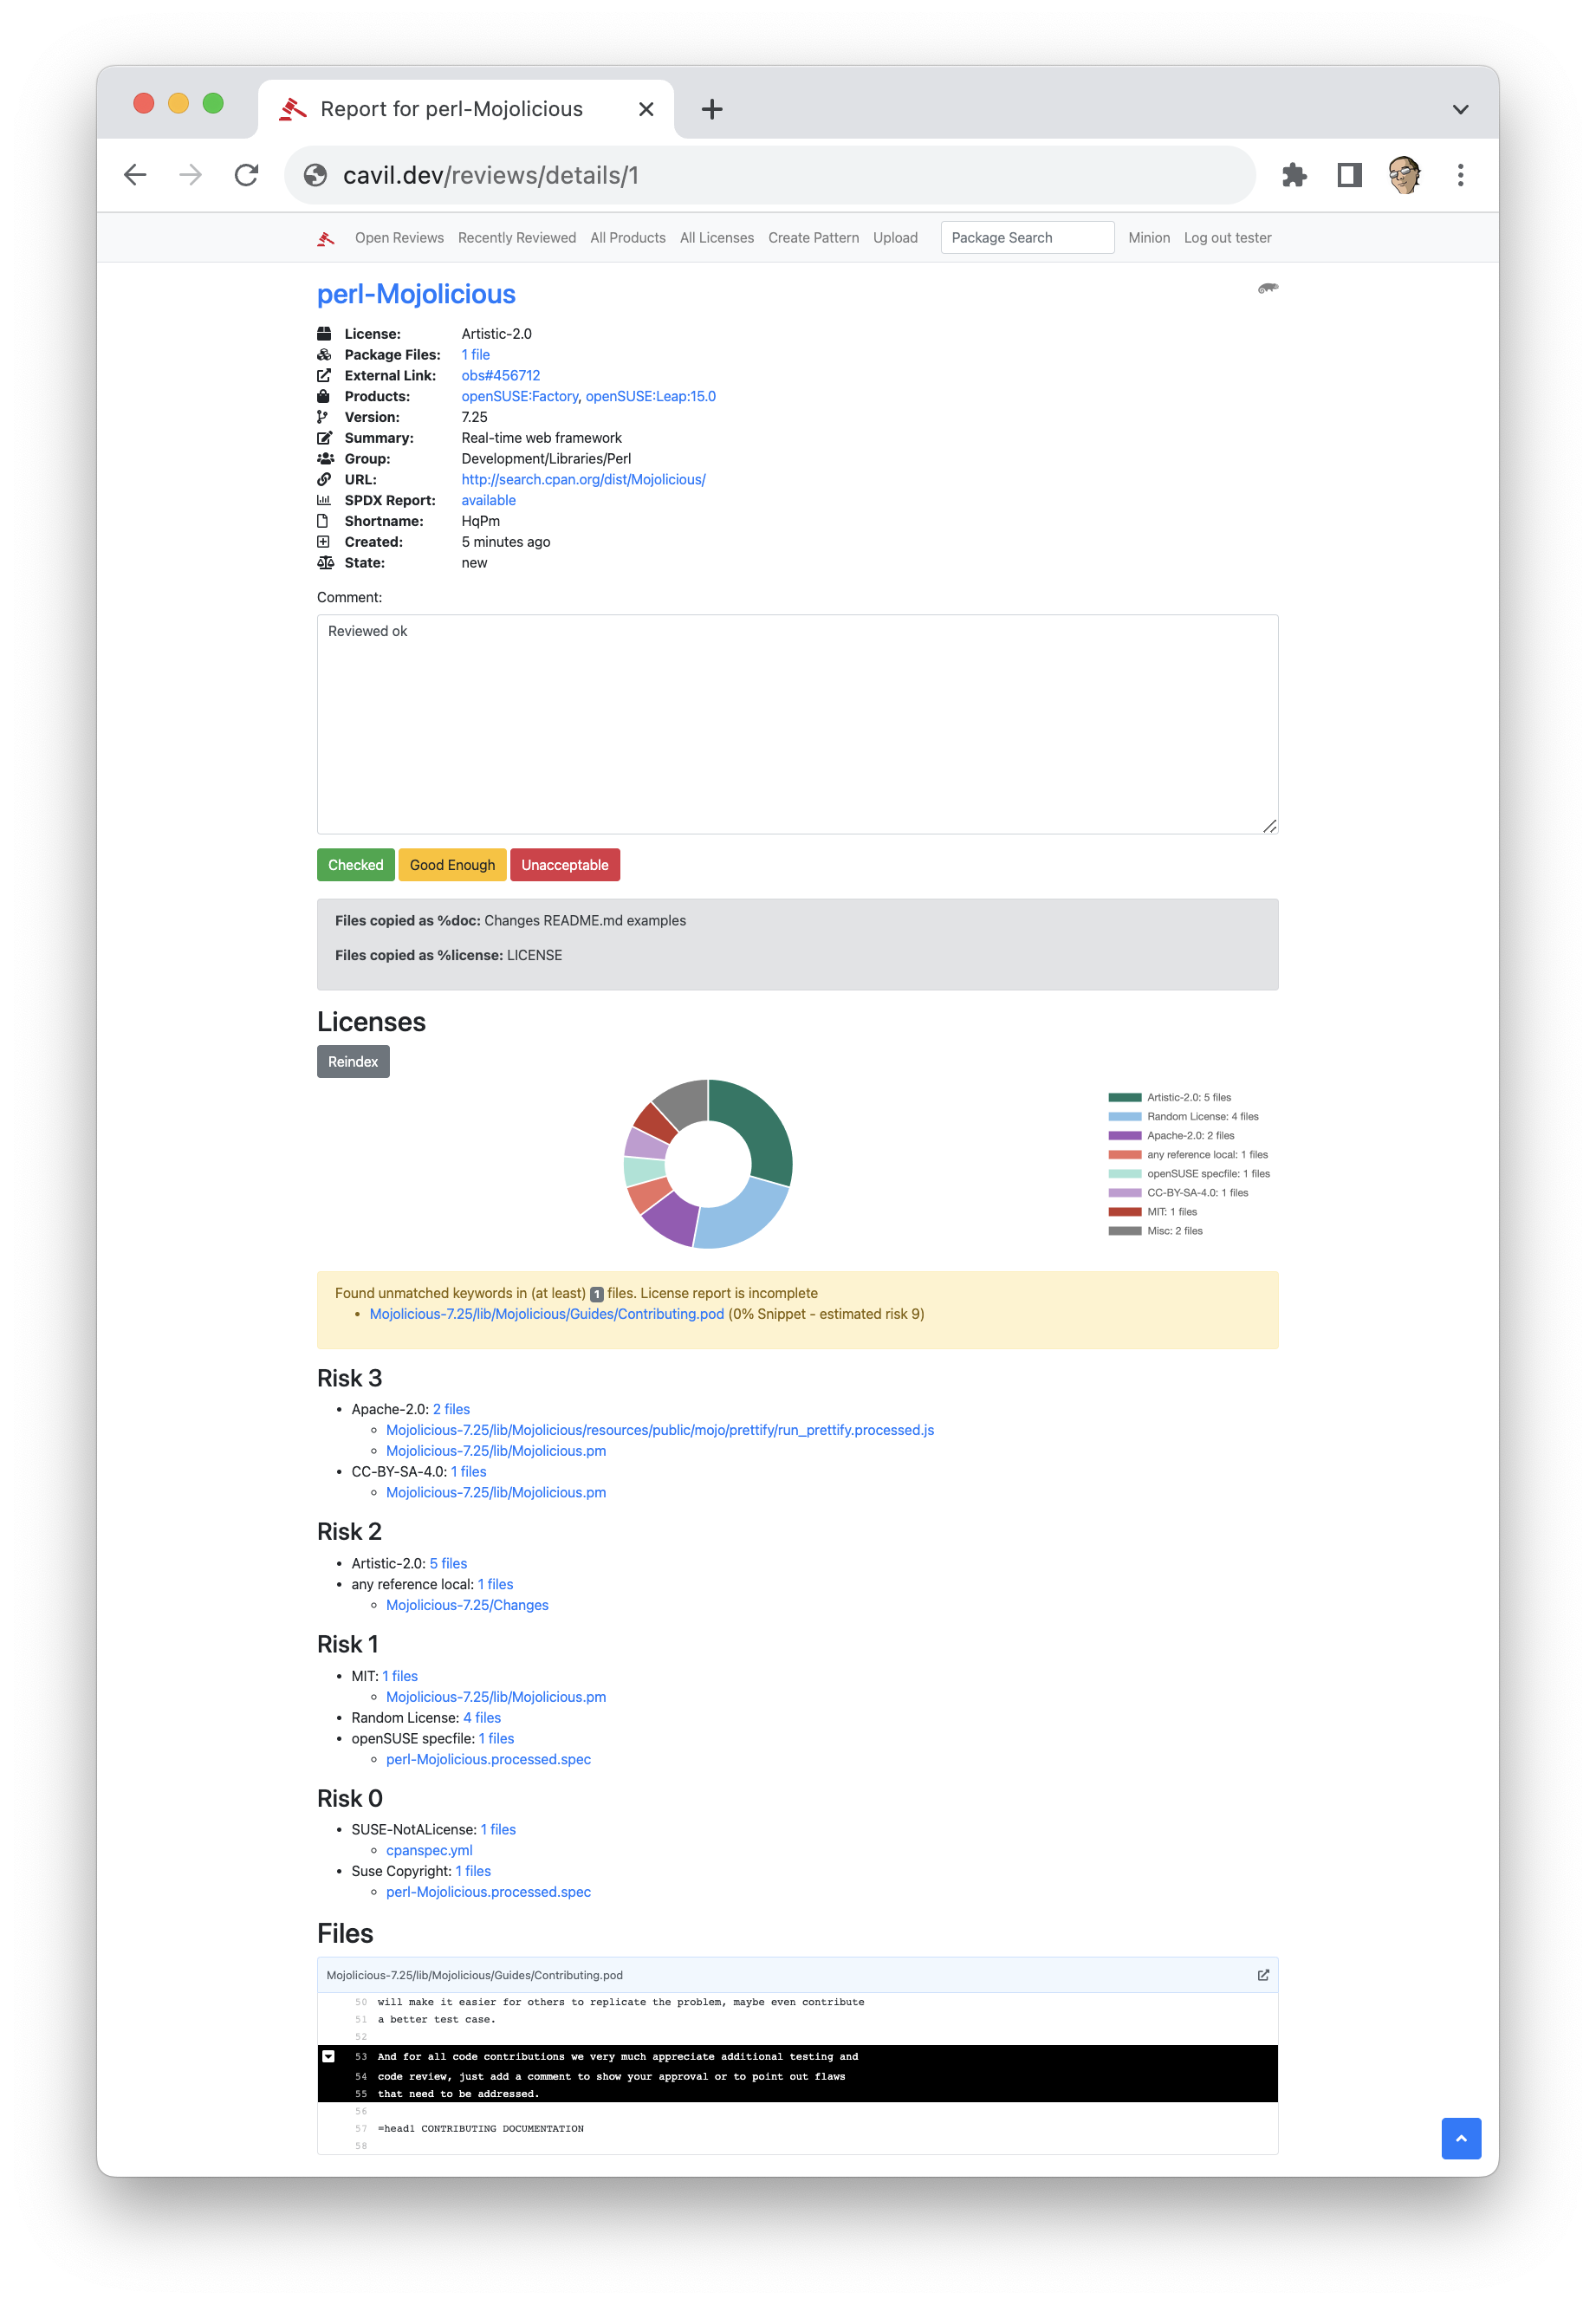 Report for perl-Mojolicious
cavil.dev/reviews/details/1
Open Reviews Recently Reviewed All Products All Licenses Create Pattern Upload Package Search Minion Log out tester
perl-Mojolicious
License: Artistic-2.0
Package Files: 1 file
External Link: obs#456712
Products: openSUSE:Factory, openSUSE:Leap:15.0
Version: 7.25
Summary: Real-time web framework
Group: Development/Libraries/Perl
URL: http://search.cpan.org/dist/Mojolicious/
SPDX Report: available
Shortname: HqPm
Created: 5 minutes ago
State: new
Comment:
Reviewed ok
Checked Good Enough Unacceptable
Files copied as %doc: Changes README.md examples
Files copied as %license: LICENSE
Licenses
Reindex
Artistic-2.0: 5 files
Random License: 4 files
Apache-2.0: 2 files
any reference local: 1 files
openSUSE specfile: 1 files
CC-BY-SA-4.0: 1 files
MIT: 1 files
Misc: 2 files
Found unmatched keywords in (at least) 1 files. License report is incomplete
• Mojolicious-7.25/lib/Mojolicious/Guides/Contributing.pod (0% Snippet - estimated risk 9)
Risk 3
• Apache-2.0: 2 files
◦ Mojolicious-7.25/lib/Mojolicious/resources/public/mojo/prettify/run_prettify.processed.js
◦ Mojolicious-7.25/lib/Mojolicious.pm
• CC-BY-SA-4.0: 1 files
◦ Mojolicious-7.25/lib/Mojolicious.pm
Risk 2
• Artistic-2.0: 5 files
• any reference local: 1 files
◦ Mojolicious-7.25/Changes
Risk 1
• MIT: 1 files
◦ Mojolicious-7.25/lib/Mojolicious.pm
• Random License: 4 files
• openSUSE specfile: 1 files
◦ perl-Mojolicious.processed.spec
Risk 0
• SUSE-NotALicense: 1 files
◦ cpanspec.yml
• Suse Copyright: 1 files
◦ perl-Mojolicious.processed.spec
Files
Mojolicious-7.25/lib/Mojolicious/Guides/Contributing.pod
50 will make it easier for others to replicate the problem, maybe even contribute
51 a better test case.
52
53 And for all code contributions we very much appreciate additional testing and
54 code review, just add a comment to show your approval or to point out flaws
55 that need to be addressed.
56
57 =head1 CONTRIBUTING DOCUMENTATION
58